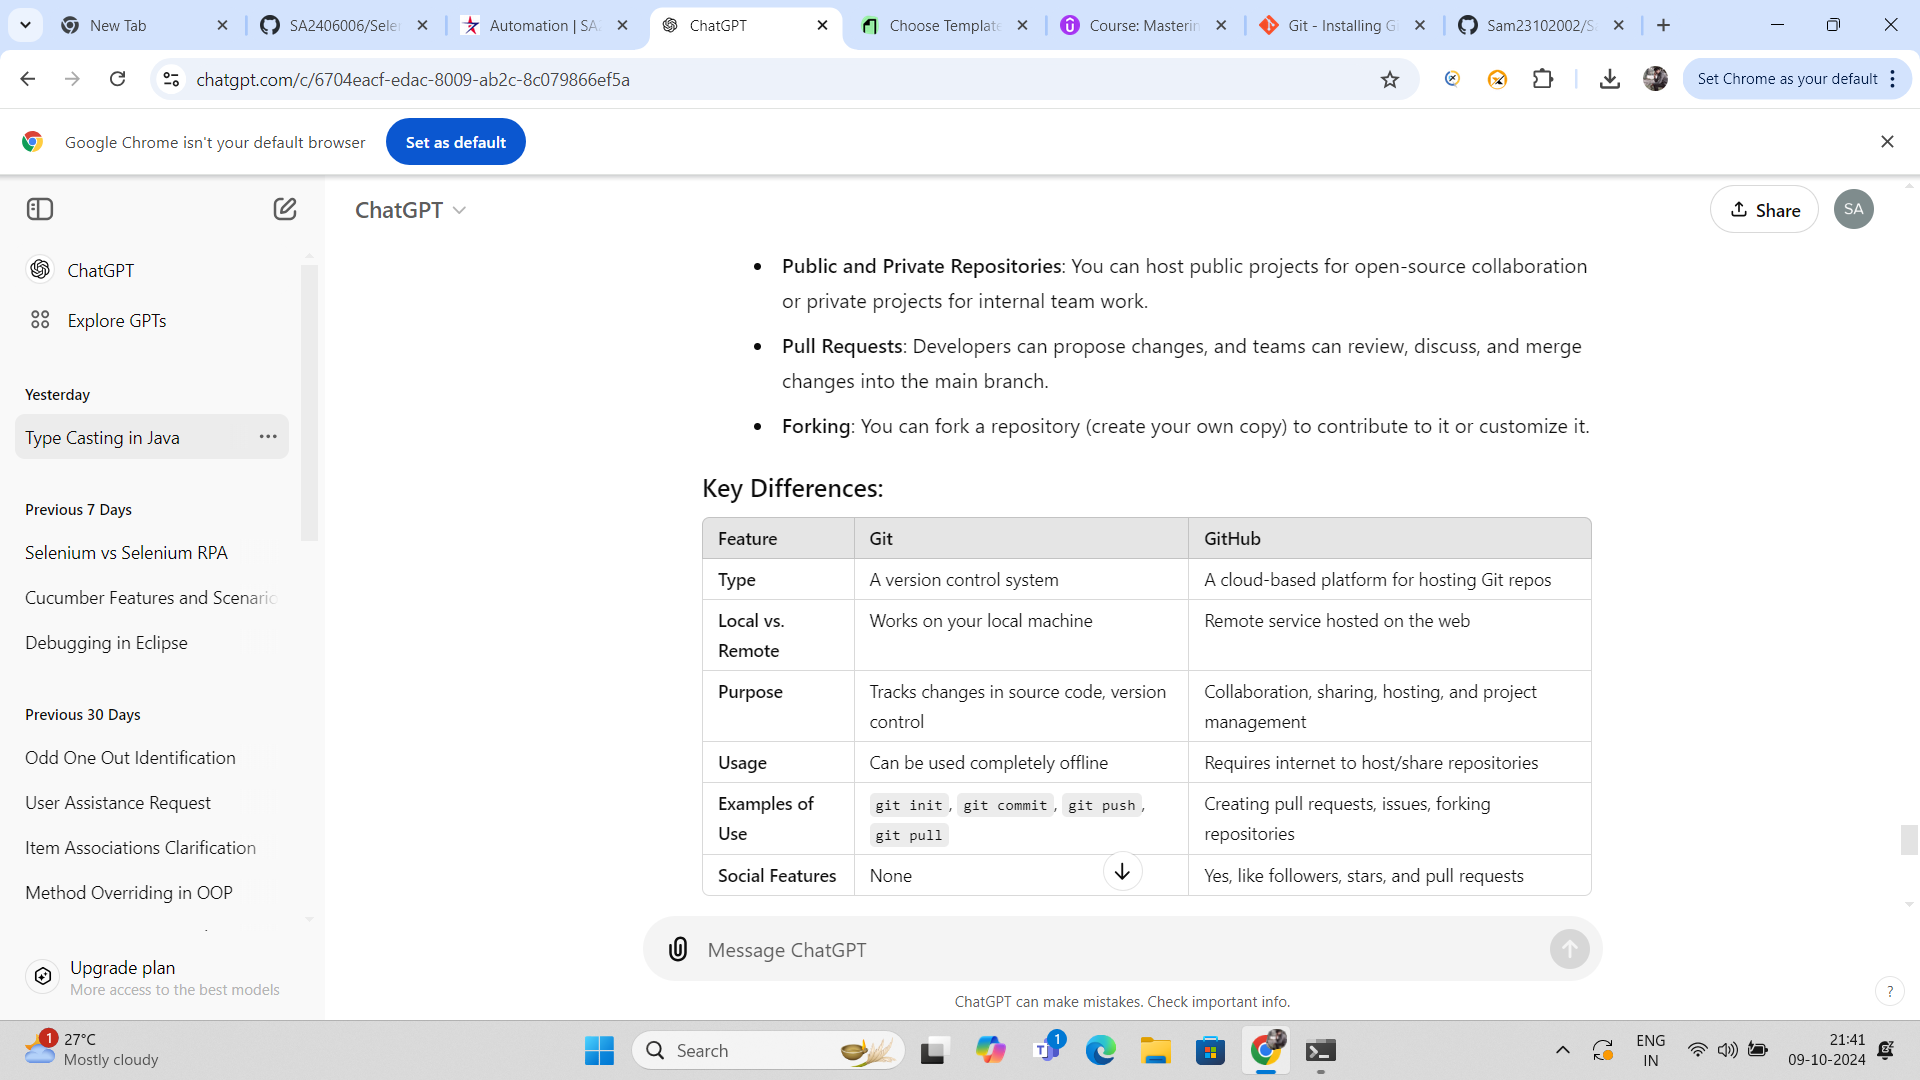 New Tab
SA2406006/Sele
Automation | SA
ChatGPT
Choose Template
Course: Masterin
Git - Installing G
Sam23102002/S
chatgpt.com/c/6704eacf-edac-8009-ab2c-8c079866ef5a
Set Chrome as your default
Google Chrome isn't your default browser
Set as default
ChatGPT
Share
SA
ChatGPT
Explore GPTs
Yesterday
Type Casting in Java
Previous 7 Days
Selenium vs Selenium RPA
Cucumber Features and Scenario
Debugging in Eclipse
Previous 30 Days
Odd One Out Identification
User Assistance Request
Item Associations Clarification
Method Overriding in OOP
Upgrade plan
More access to the best models
• Public and Private Repositories: You can host public projects for open-source collaboration
or private projects for internal team work.
• Pull Requests: Developers can propose changes, and teams can review, discuss, and merge
changes into the main branch.
• Forking: You can fork a repository (create your own copy) to contribute to it or customize it.
Key Differences:
Feature Git GitHub
Type A version control system A cloud-based platform for hosting Git repos
Local vs. Works on your local machine Remote service hosted on the web
Remote
Purpose Tracks changes in source code, version Collaboration, sharing, hosting, and project
control management
Usage Can be used completely offline Requires internet to host/share repositories
Examples of git init, git commit, git push, Creating pull requests, issues, forking
Use git pull repositories
Social Features None Yes, like followers, stars, and pull requests
Message ChatGPT
ChatGPT can make mistakes. Check important info.
?
1
27°C
Mostly cloudy
Search
1
ENG
IN
21:41
09-10-2024